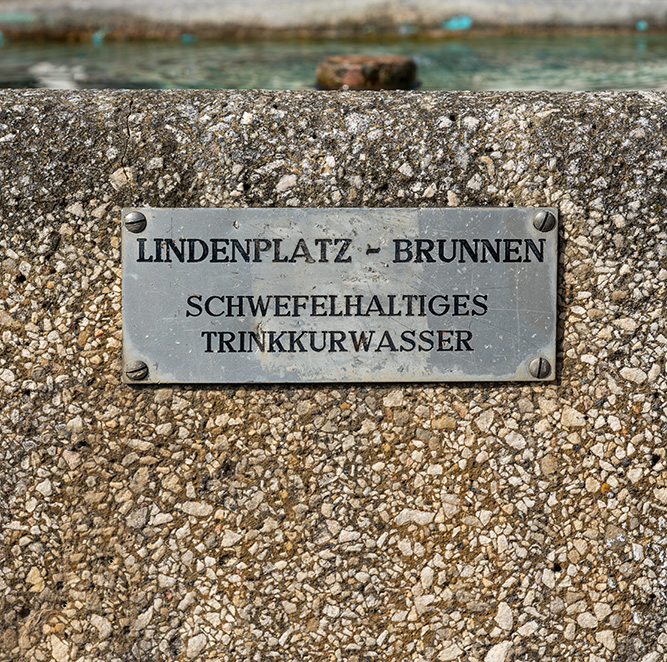 LINDENPLATZ - BRUNNEN
SCHWEFELHALTIGES
TRINKKURWASSER